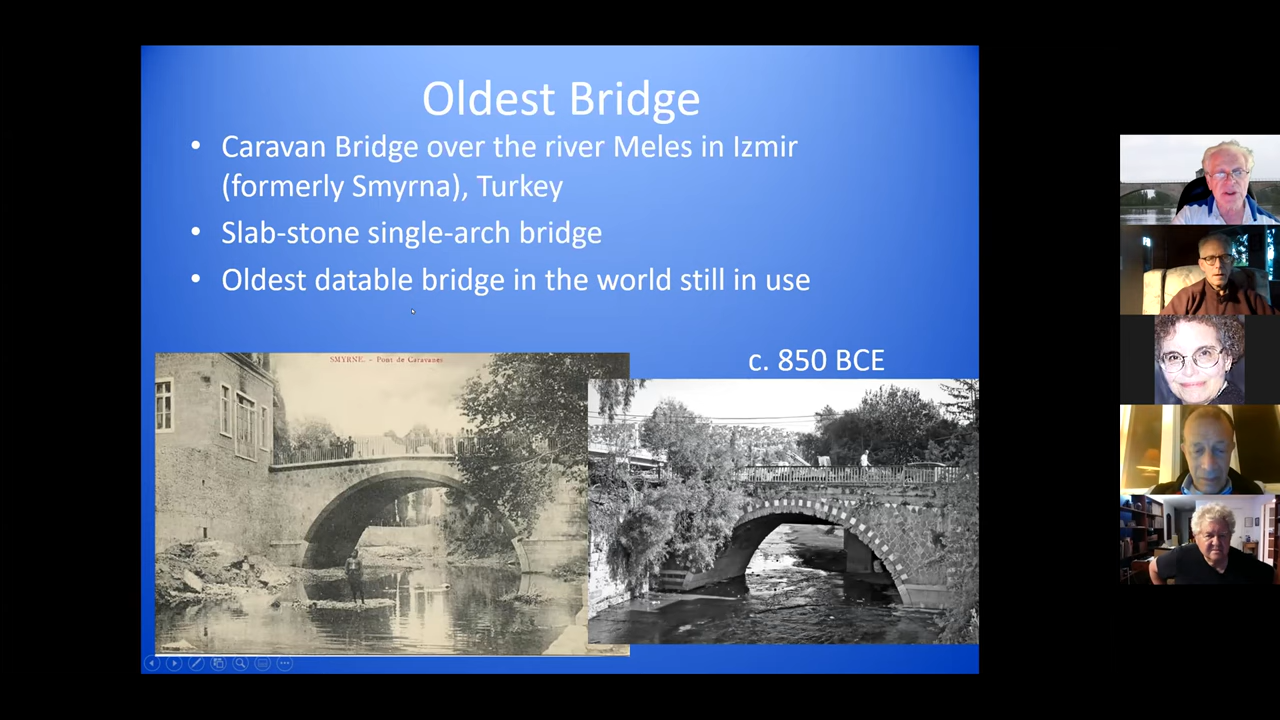 Oldest Bridge
• Caravan Bridge over the river Meles in Izmir
(formerly Smyrna), Turkey
• Slab-stone single-arch bridge
• Oldest datable bridge in the world still in use
c. 850 BCE
SMYRNE. - Pont de Caravanes